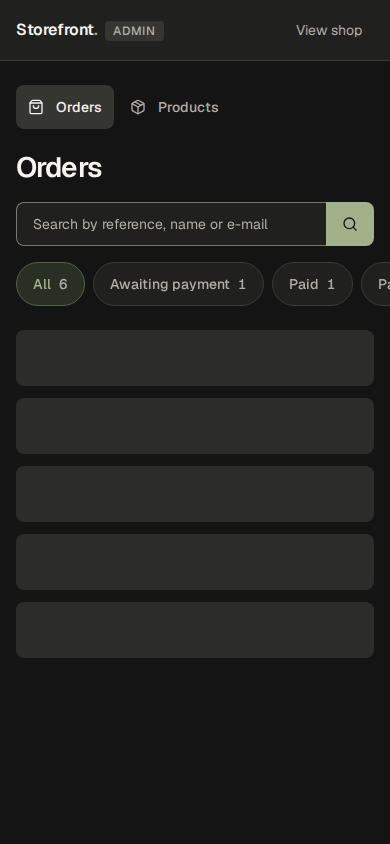 Storefront. ADMIN View shop
Orders Products
Orders
Search by reference, name or e-mail
All 6 Awaiting payment 1 Paid 1 Pa